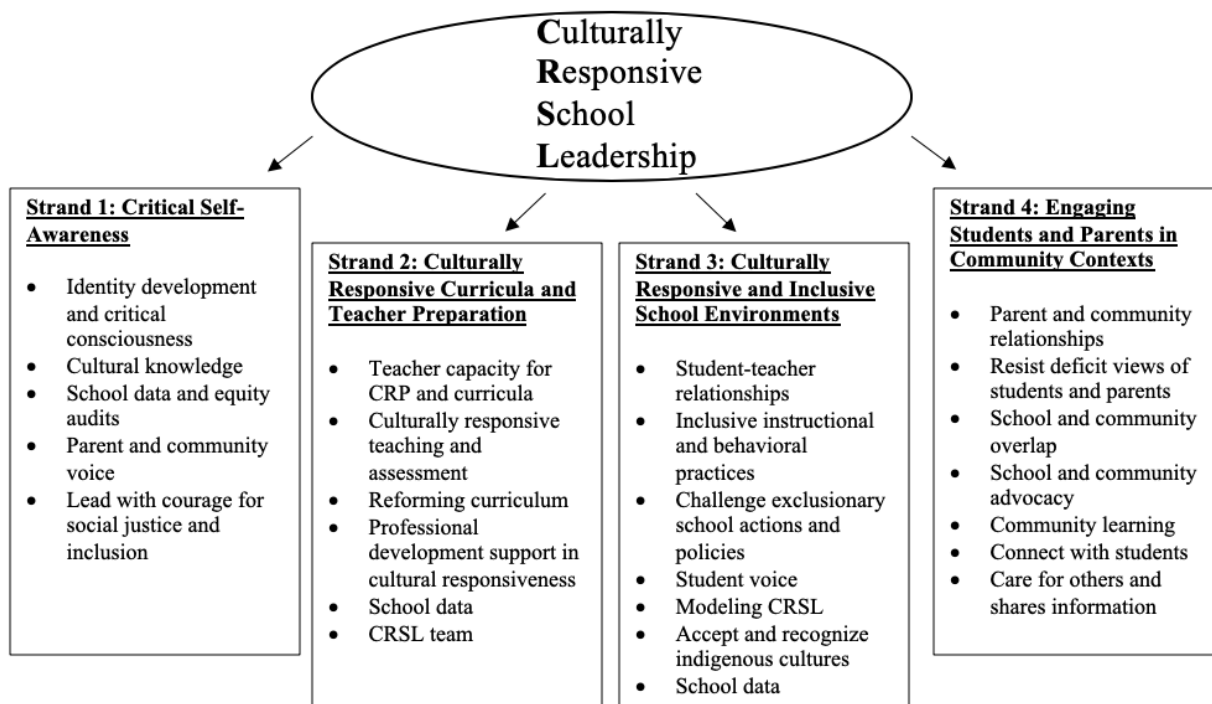 Culturally
Responsive
School
Leadership
Strand 1: Critical Self-
Awareness
• Identity development
and critical
consciousness
• Cultural knowledge
• School data and equity
audits
• Parent and community
voice
• Lead with courage for
social justice and
inclusion
Strand 2: Culturally
Responsive Curricula and
Teacher Preparation
• Teacher capacity for
CRP and curricula
• Culturally responsive
teaching and
assessment
• Reforming curriculum
• Professional
development support in
cultural responsiveness
• School data
• CRSL team
Strand 3: Culturally
Responsive and Inclusive
School Environments
• Student-teacher
relationships
• Inclusive instructional
and behavioral
practices
• Challenge exclusionary
school actions and
policies
• Student voice
• Modeling CRSL
• Accept and recognize
indigenous cultures
• School data
Strand 4: Engaging
Students and Parents in
Community Contexts
• Parent and community
relationships
• Resist deficit views of
students and parents
• School and community
overlap
• School and community
advocacy
• Community learning
• Connect with students
• Care for others and
shares information